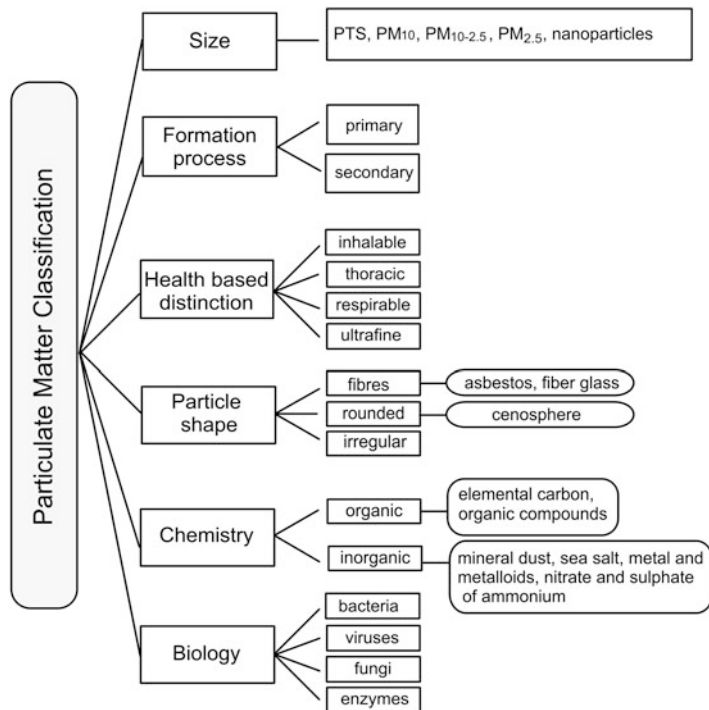 Particulate Matter Classification
Size
PTS, PM10, PM10-2.5, PM2.5, nanoparticles
Formation
process
primary
secondary
Health based
distinction
inhalable
thoracic
respirable
ultrafine
Particle
shape
fibres
asbestos, fiber glass
rounded
cenosphere
irregular
Chemistry
organic
elemental carbon,
organic compounds
inorganic
mineral dust, sea salt, metal and
metalloids, nitrate and sulphate
of ammonium
Biology
bacteria
viruses
fungi
enzymes